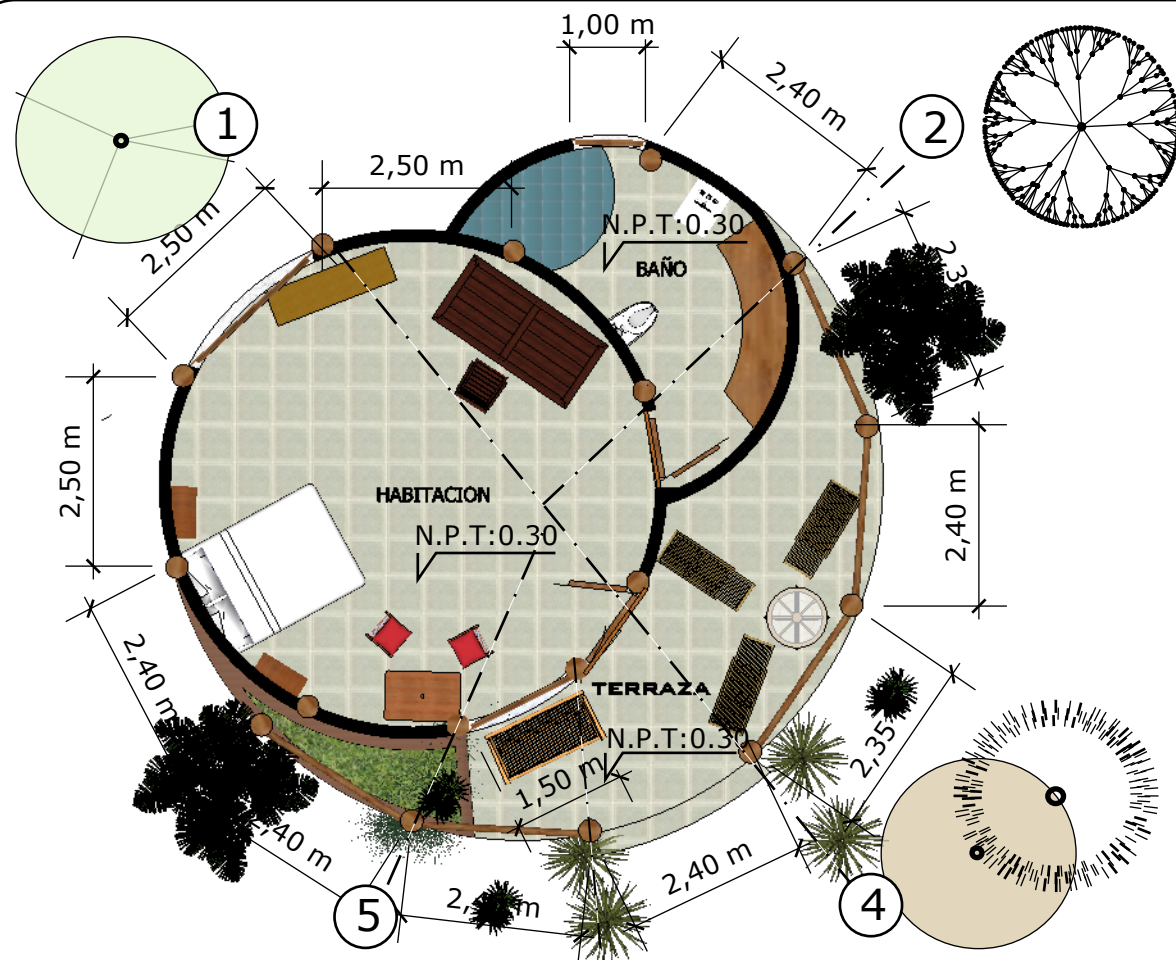 1,00 m
2,40 m
1
2
2,50 m
2,50 m
N.P.T:0.30
BAÑO
2,50 m
HABITACION
N.P.T:0.30
2,40 m
2,40 m
TERRAZA
N.P.T:0.30
1,50 m
2,35
2,40 m
5
4